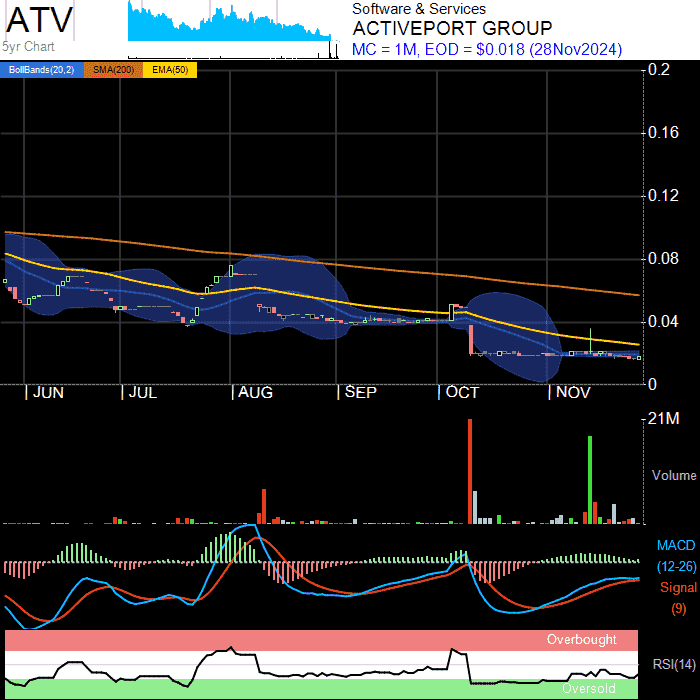 ATV
5yr Chart
Software & Services
ACTIVEPORT GROUP
MC = 1M, EOD = $0.018 (28Nov2024)
BollBands(20,2) SMA(200) EMA(50)
0.2
0.16
0.12
0.08
0.04
0
JUN JUL AUG SEP OCT NOV
21M
Volume
MACD
(12-26)
Signal
(9)
Overbought
RSI(14)
Oversold